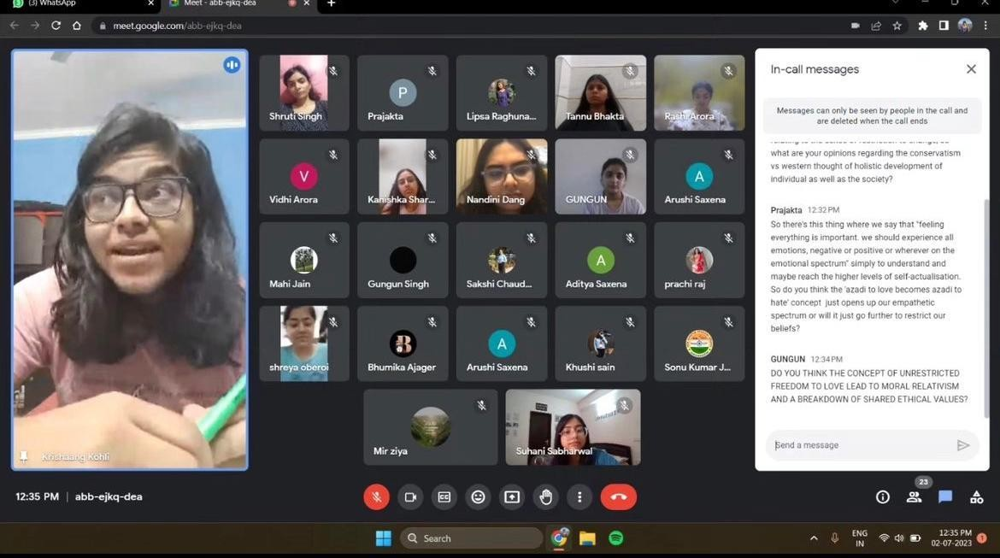 (3) WhatsApp
Meet - abb-ejkq-dea
meet.google.com/abb-ejkq-dea
Krishaang Kohli
Shruti Singh
P
Prajakta
Lipsa Raghuna...
Tannu Bhakta
Rashi Arora
V
Vidhi Arora
Kanishka Shar...
Nandini Dang
GUNGUN
A
Arushi Saxena
Mahi Jain
Gungun Singh
Sakshi Chaud...
A
Aditya Saxena
prachi raj
shreya oberoi
B
Bhumika Ajager
A
Arushi Saxena
Khushi sain
Sonu Kumar J...
Mir ziya
Suhani Sabharwal
In-call messages
Messages can only be seen by people in the call and
are deleted when the call ends
what are your opinions regarding the conservatism
vs western thought of holistic development of
individual as well as the society?
Prajakta 12:32 PM
So there's this thing where we say that "feeling
everything is important. we should experience all
emotions, negative or positive or wherever on the
emotional spectrum" simply to understand and
maybe reach the higher levels of self-actualisation.
So do you think the 'azadi to love becomes azadi to
hate' concept just opens up our empathetic
spectrum or will it just go further to restrict our
beliefs?
GUNGUN 12:34 PM
DO YOU THINK THE CONCEPT OF UNRESTRICTED
FREEDOM TO LOVE LEAD TO MORAL RELATIVISM
AND A BREAKDOWN OF SHARED ETHICAL VALUES?
Send a message
12:35 PM | abb-ejkq-dea
23
Search
ENG
IN
12:35 PM
02-07-2023
1